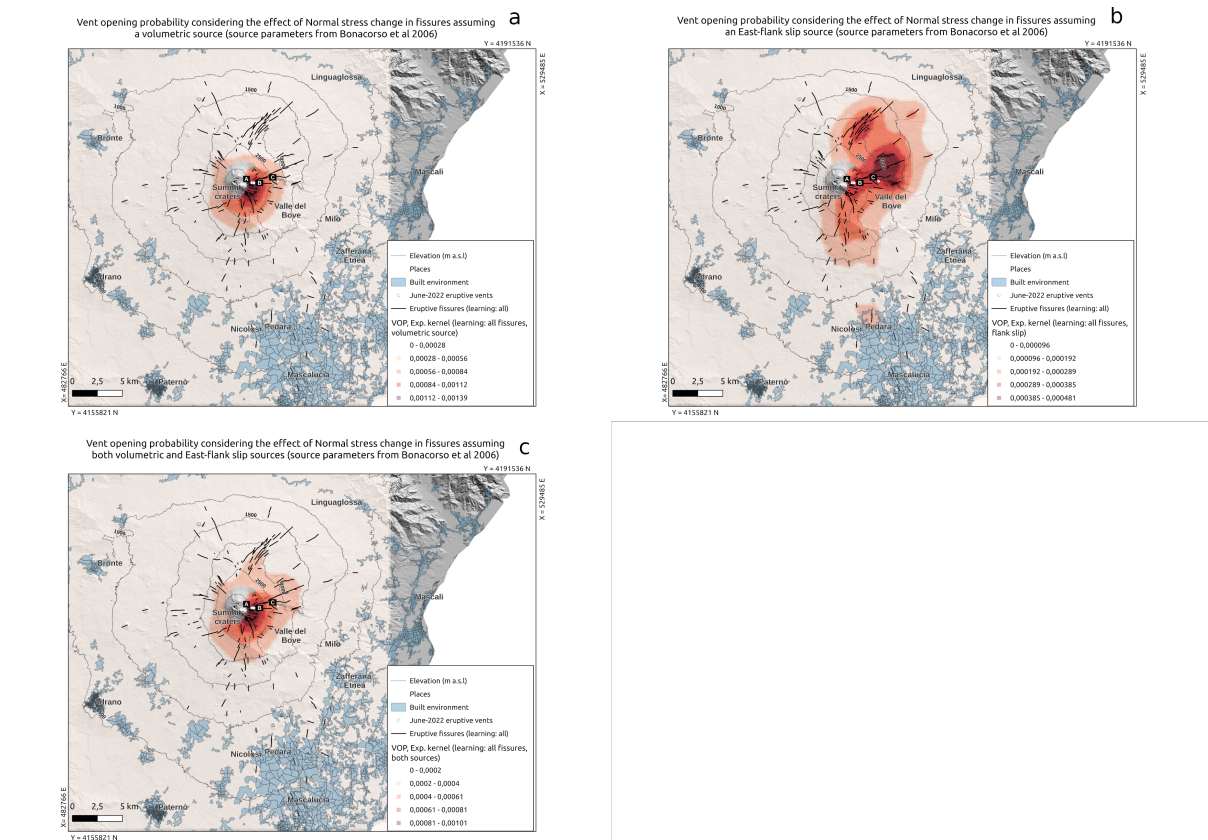 Vent opening probability considering the effect of Normal stress change in fissures assuming
a volumetric source (source parameters from Bonacorso et al 2006)
a
Y = 4191536 N
X = 529485 E
Linguaglossa
1500
1000
Bronte
Mascali
2500
A
B
C
Summit
craters
Valle del
Bove
Milo
Zafferana
Etnea
drano
Nicolosi
Pedara
Mascalucia
Paternò
X= 482766 E
0 2,5 5 km
Y = 4155821 N
Elevation (m a.s.l)
Places
Built environment
June-2022 eruptive vents
Eruptive fissures (learning: all)
VOP, Exp. kernel (learning: all fissures,
volumetric source)
0 - 0,00028
0,00028 - 0,00056
0,00056 - 0,00084
0,00084 - 0,00112
0,00112 - 0,00139
Vent opening probability considering the effect of Normal stress change in fissures assuming
an East-flank slip source (source parameters from Bonacorso et al 2006)
b
Y = 4191536 N
X = 529485 E
Linguaglossa
1500
1000
Bronte
Mascali
2500
A
B
C
Summit
craters
Valle del
Bove
Milo
Zafferana
Etnea
drano
Nicolosi
Pedara
Mascalucia
Paternò
X= 482766 E
0 2,5 5 km
Y = 4155821 N
Elevation (m a.s.l)
Places
Built environment
June-2022 eruptive vents
Eruptive fissures (learning: all)
VOP, Exp. kernel (learning: all fissures,
flank slip)
0 - 0,000096
0,000096 - 0,000192
0,000192 - 0,000289
0,000289 - 0,000385
0,000385 - 0,000481
Vent opening probability considering the effect of Normal stress change in fissures assuming
both volumetric and East-flank slip sources (source parameters from Bonacorso et al 2006)
c
Y = 4191536 N
X = 529485 E
Linguaglossa
1500
1000
Bronte
Mascali
2500
A
B
C
Summit
craters
Valle del
Bove
Milo
Zafferana
Etnea
drano
Nicolosi
Pedara
Mascalucia
Paternò
X= 482766 E
0 2,5 5 km
Y = 4155821 N
Elevation (m a.s.l)
Places
Built environment
June-2022 eruptive vents
Eruptive fissures (learning: all)
VOP, Exp. kernel (learning: all fissures,
both sources)
0 - 0,0002
0,0002 - 0,0004
0,0004 - 0,00061
0,00061 - 0,00081
0,00081 - 0,00101